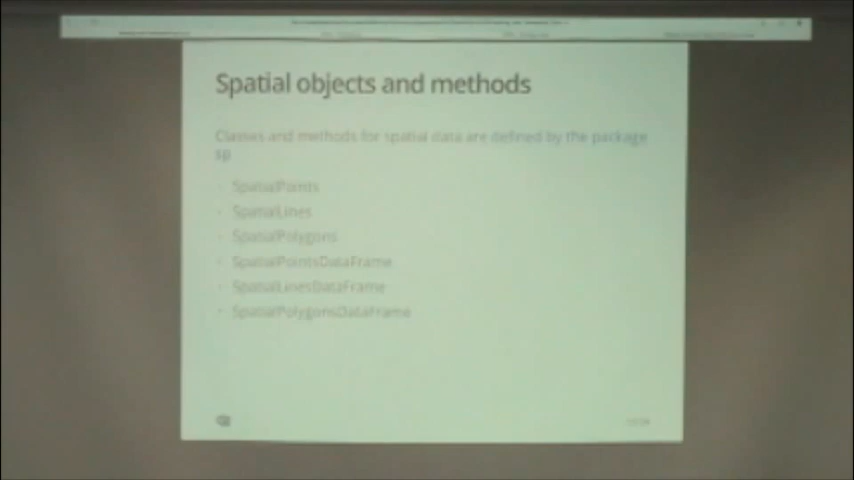 Spatial objects and methods
Classes and methods for spatial data are defined by the package
sp
· SpatialPoints
· SpatialLines
· SpatialPolygons
· SpatialPointsDataFrame
· SpatialLinesDataFrame
· SpatialPolygonsDataFrame